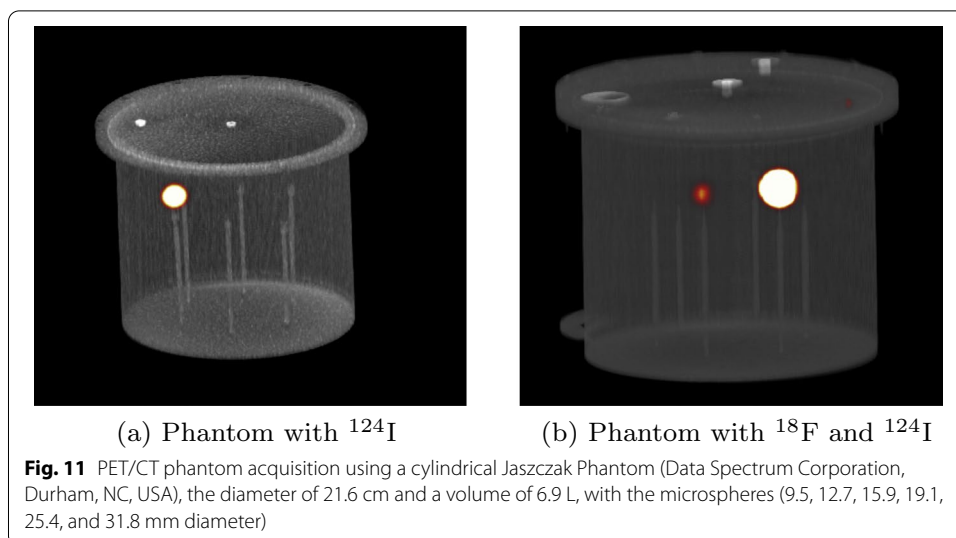 (a) Phantom with ¹²⁴I
(b) Phantom with ¹⁸F and ¹²⁴I
Fig. 11 PET/CT phantom acquisition using a cylindrical Jaszczak Phantom (Data Spectrum Corporation,
Durham, NC, USA), the diameter of 21.6 cm and a volume of 6.9 L, with the microspheres (9.5, 12.7, 15.9, 19.1,
25.4, and 31.8 mm diameter)